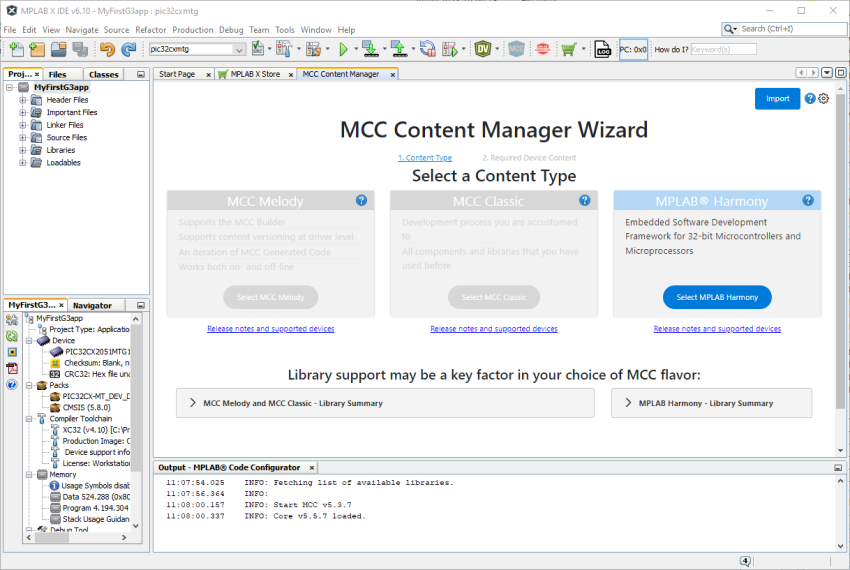 MPLAB X IDE v6.10 - MyFirstG3app : pic32cxmtg
File Edit View Navigate Source Refactor Production Debug Team Tools Window Help
Search (Ctrl+I)
pic32cxmtg
DV
MCC
LOG
PC: 0x0
How do I?
(Keyword(s)
Proj... ×
Files
Classes
Start Page ×
MPLAB X Store ×
MCC Content Manager ×
MyFirstG3app
Header Files
Important Files
Linker Files
Source Files
Libraries
Loadables
Import
MCC Content Manager Wizard
1. Content Type
2. Required Device Content
Select a Content Type
MCC Melody
Supports the MCC Builder
Supports content versioning at driver level
An iteration of MCC Generated Code
Works both on- and off-line
Select MCC Melody
Release notes and supported devices
MCC Classic
Development process you are accustomed
to
All components and libraries that you have
used before
Select MCC Classic
Release notes and supported devices
MPLAB® Harmony
Embedded Software Development
Framework for 32-bit Microcontrollers and
Microprocessors
Select MPLAB Harmony
Release notes and supported devices
Library support may be a key factor in your choice of MCC flavor:
MCC Melody and MCC Classic - Library Summary
MPLAB Harmony - Library Summary
MyFirstG3... ×
Navigator
MyFirstG3app
Project Type: Applicatio
Device
PIC32CX2051MTG1
Checksum: Blank, n
CRC32: Hex file una
Packs
PIC32CX-MT_DEV_D
CMSIS (5.8.0)
Compiler Toolchain
XC32 (v4.10) [C:\Pr
Production Image: O
Device support info
License: Workstatio
Memory
Usage Symbols disab
Data 524.288 (0x80
Program 4.194.304
Stack Usage Guidan
Debug Tool
Output - MPLAB® Code Configurator ×
11:07:54.025 INFO: Fetching list of available libraries.
11:07:56.364 INFO:
11:08:00.157 INFO: Start MCC v5.3.7
11:08:00.337 INFO: Core v5.5.7 loaded.
4